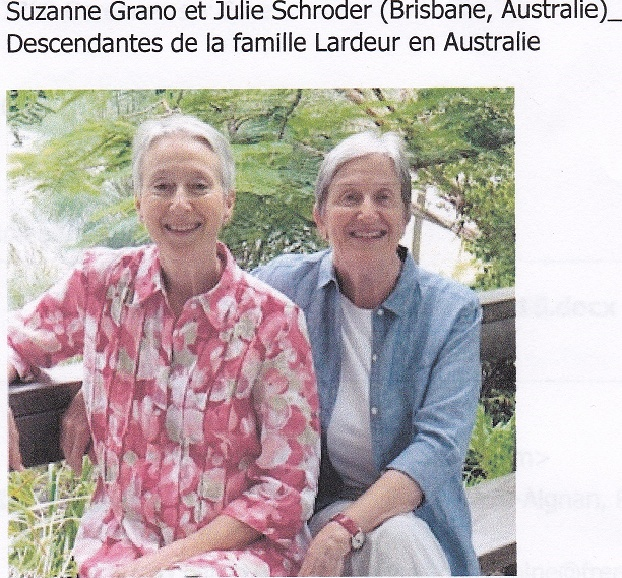 Suzanne Grano et Julie Schroder (Brisbane, Australie)_
Descendantes de la famille Lardeur en Australie